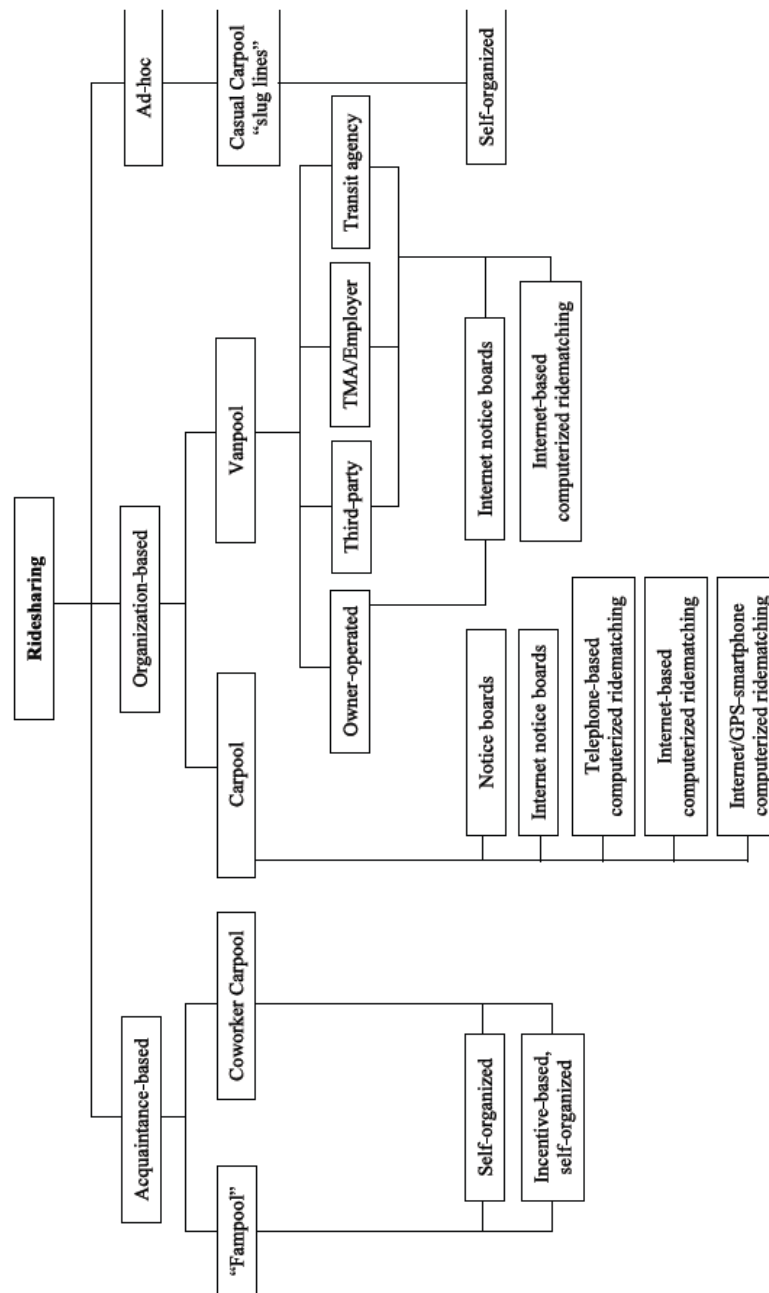 Ridesharing
Acquaintance-based
Organization-based
Ad-hoc
“Fampool”
Coworker Carpool
Carpool
Vanpool
Casual Carpool
“slug lines”
Owner-operated
Third-party
TMA/Employer
Transit agency
Self-organized
Incentive-based,
self-organized
Notice boards
Internet notice boards
Telephone-based
computerized ridematching
Internet-based
computerized ridematching
Internet/GPS-smartphone
computerized ridematching
Internet notice boards
Internet-based
computerized ridematching
Self-organized